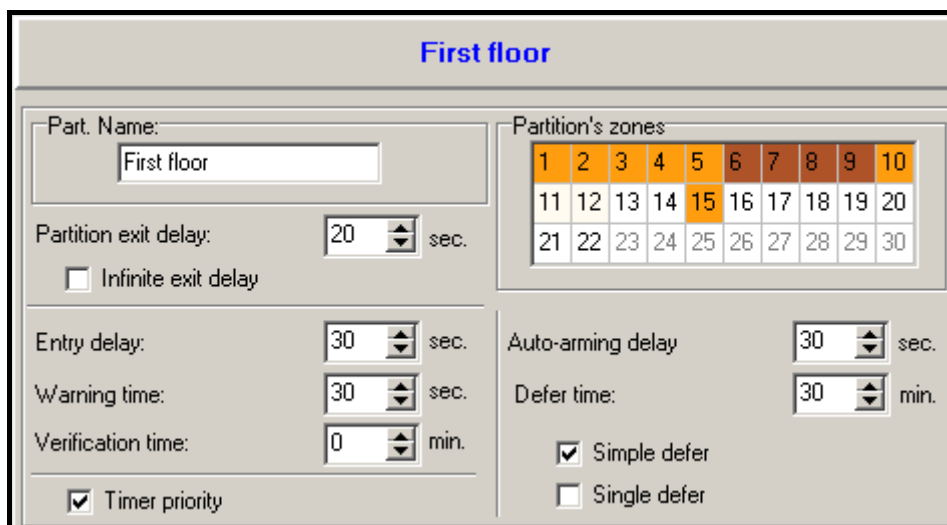 First floor
Part. Name:
First floor
Partition exit delay: 20 sec.
Infinite exit delay
Partition's zones
1 2 3 4 5 6 7 8 9 10
11 12 13 14 15 16 17 18 19 20
21 22 23 24 25 26 27 28 29 30
Entry delay: 30 sec.
Warning time: 30 sec.
Verification time: 0 min.
Timer priority
Auto-arming delay 30 sec.
Defer time: 30 min.
Simple defer
Single defer